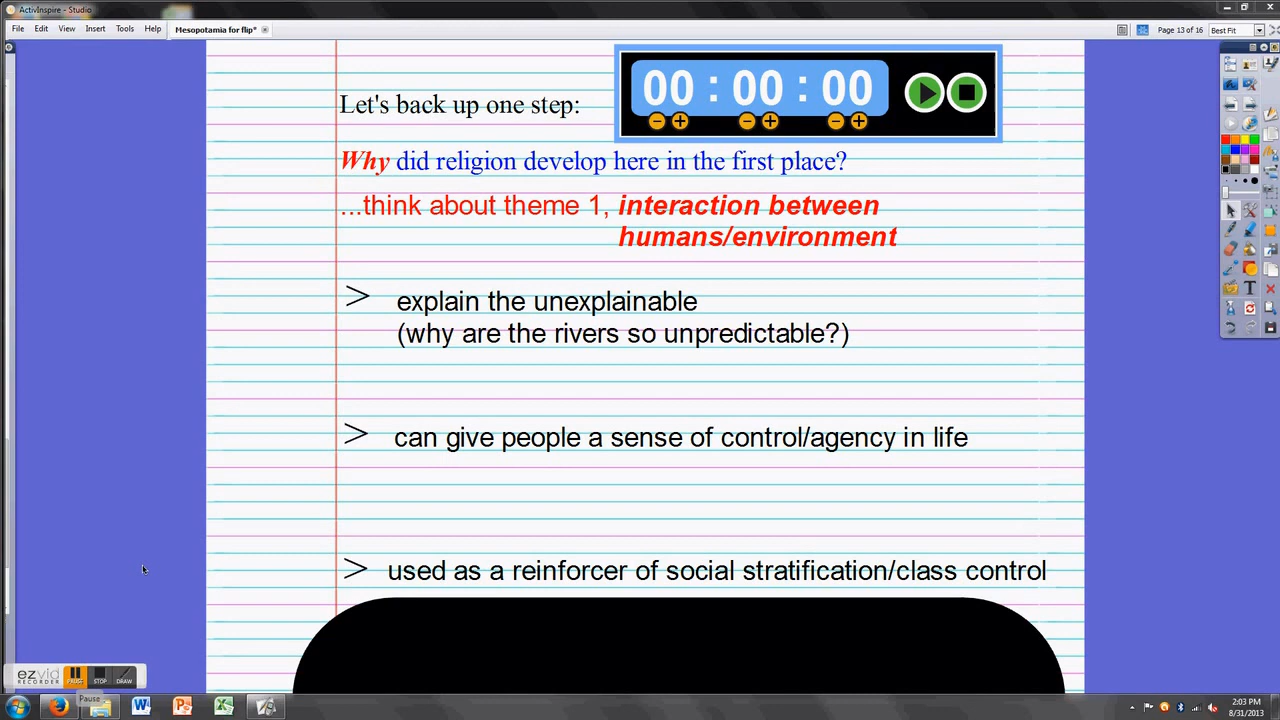 ActivInspire - Studio
File Edit View Insert Tools Help Mesopotamia for flip* Page 13 of 16 Best Fit
00 : 00 : 00
Let's back up one step:
Why did religion develop here in the first place?
...think about theme 1, interaction between
humans/environment
> explain the unexplainable
(why are the rivers so unpredictable?)
> can give people a sense of control/agency in life
> used as a reinforcer of social stratification/class control
ezvid
RECORDER
PAUSE STOP DRAW
Pause
2:03 PM
8/31/2013